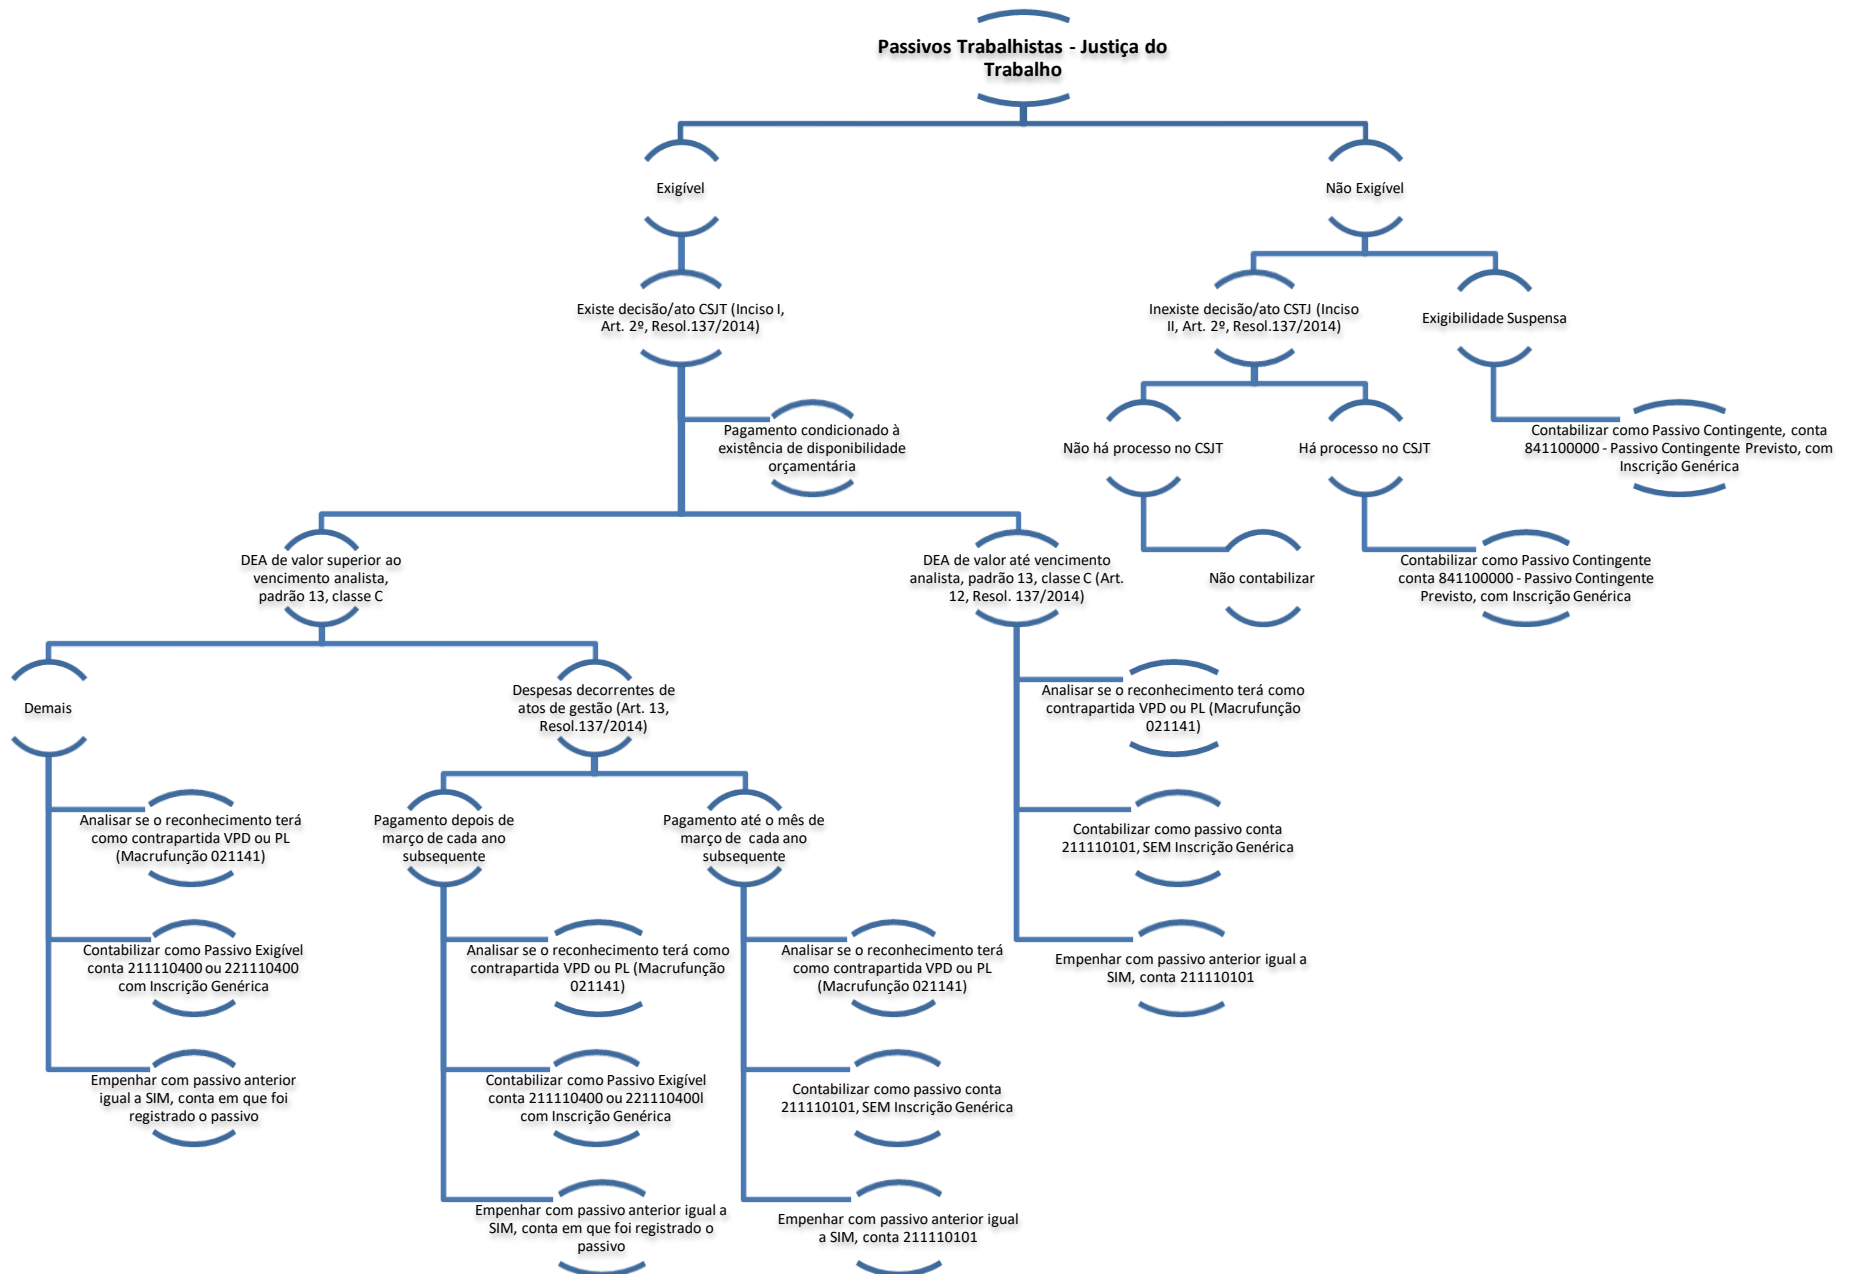 Passivos Trabalhistas - Justiça do
Trabalho
Exigível
Não Exigível
Existe decisão/ato CSJT (Inciso I,
Art. 2º, Resol.137/2014)
Inexiste decisão/ato CSTJ (Inciso
II, Art. 2º, Resol.137/2014)
Exigibilidade Suspensa
Pagamento condicionado à
existência de disponibilidade
orçamentária
Não há processo no CSJT
Há processo no CSJT
Contabilizar como Passivo Contingente, conta
841100000 - Passivo Contingente Previsto, com
Inscrição Genérica
DEA de valor superior ao
vencimento analista,
padrão 13, classe C
DEA de valor até vencimento
analista, padrão 13, classe C (Art.
12, Resol. 137/2014)
Não contabilizar
Contabilizar como Passivo Contingente
conta 841100000 - Passivo Contingente
Previsto, com Inscrição Genérica
Demais
Despesas decorrentes de
atos de gestão (Art. 13,
Resol.137/2014)
Analisar se o reconhecimento terá como
contrapartida VPD ou PL (Macrufunção
021141)
Analisar se o reconhecimento terá
como contrapartida VPD ou PL
(Macrufunção 021141)
Pagamento depois de
março de cada ano
subsequente
Pagamento até o mês de
março de cada ano
subsequente
Contabilizar como passivo conta
211110101, SEM Inscrição Genérica
Contabilizar como Passivo Exigível
conta 211110400 ou 221110400
com Inscrição Genérica
Analisar se o reconhecimento terá como
contrapartida VPD ou PL (Macrufunção
021141)
Analisar se o reconhecimento terá
como contrapartida VPD ou PL
(Macrufunção 021141)
Empenhar com passivo anterior igual a
SIM, conta 211110101
Empenhar com passivo anterior
igual a SIM, conta em que foi
registrado o passivo
Contabilizar como Passivo Exigível
conta 211110400 ou 221110400l
com Inscrição Genérica
Contabilizar como passivo conta
211110101, SEM Inscrição Genérica
Empenhar com passivo anterior igual a
SIM, conta em que foi registrado o
passivo
Empenhar com passivo anterior igual
a SIM, conta 211110101